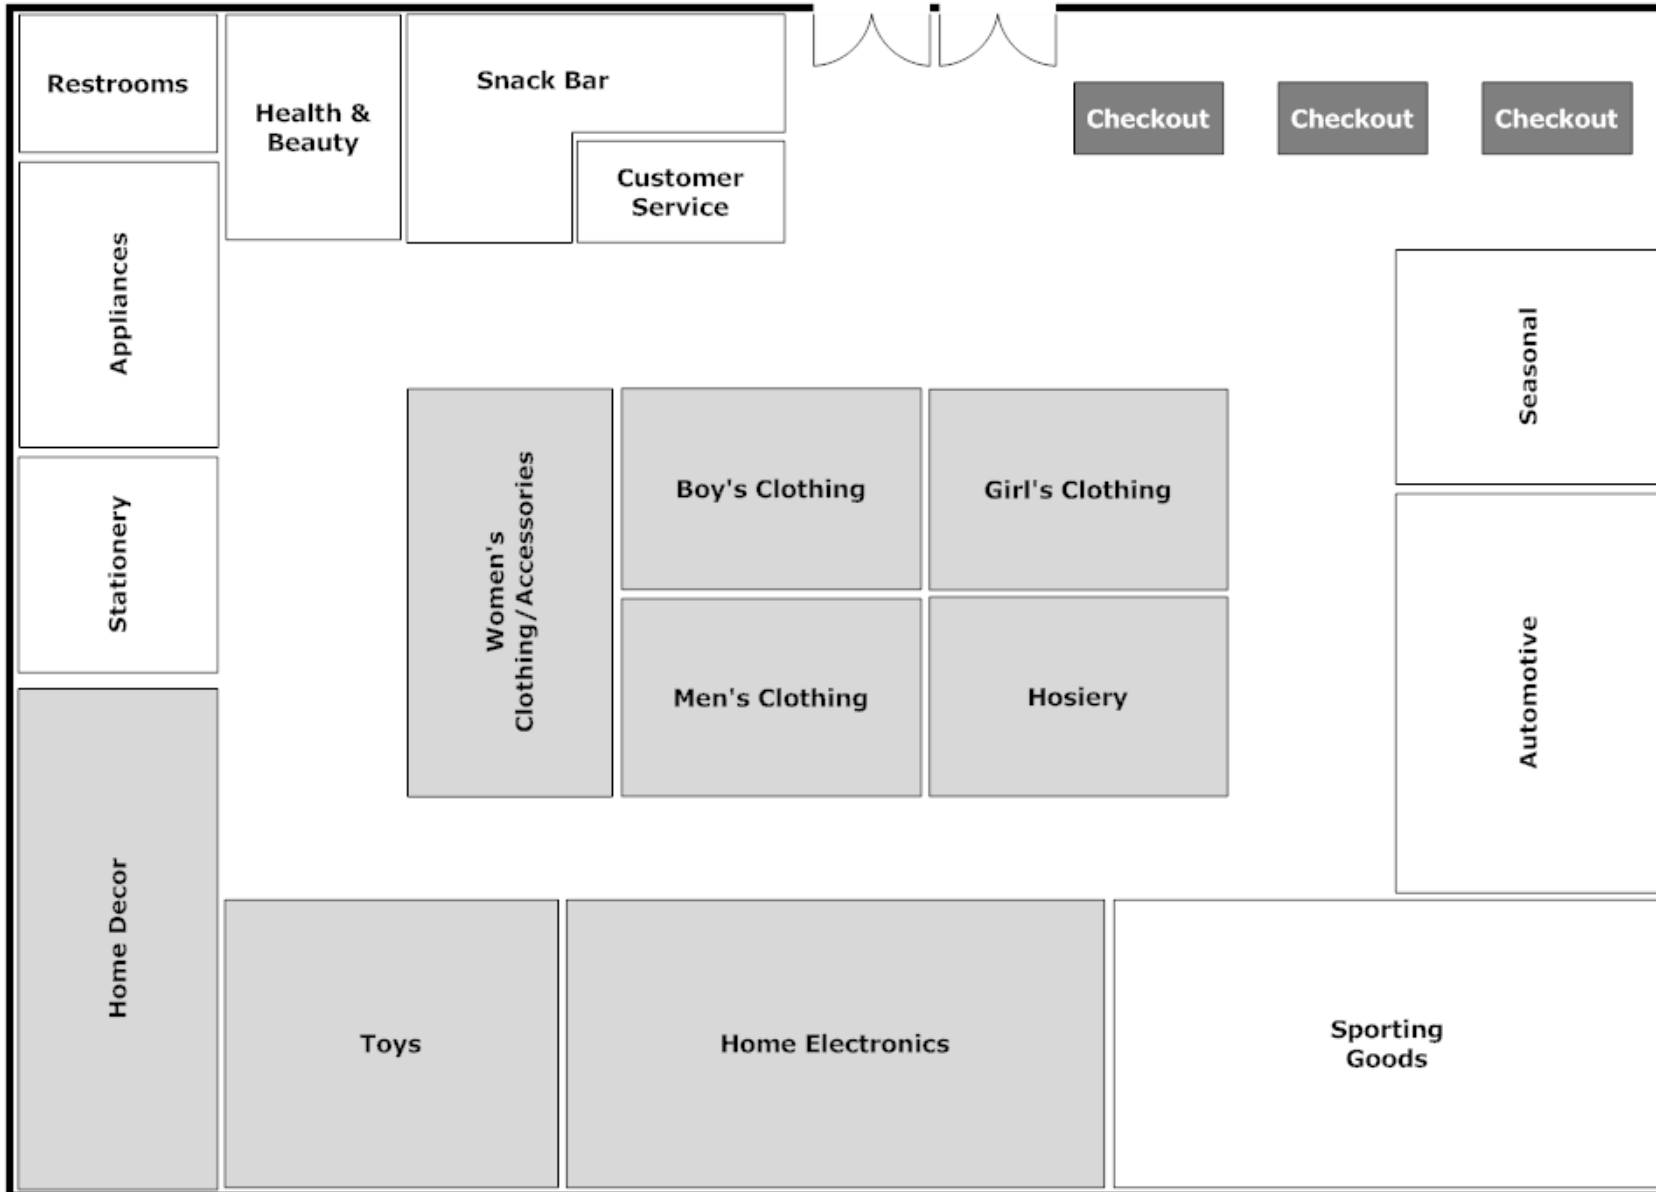 Restrooms
Health &
Beauty
Snack Bar
Customer
Service
Checkout
Checkout
Checkout
Appliances
Seasonal
Stationery
Women's
Clothing/Accessories
Boy's Clothing
Girl's Clothing
Men's Clothing
Hosiery
Automotive
Home Decor
Toys
Home Electronics
Sporting
Goods